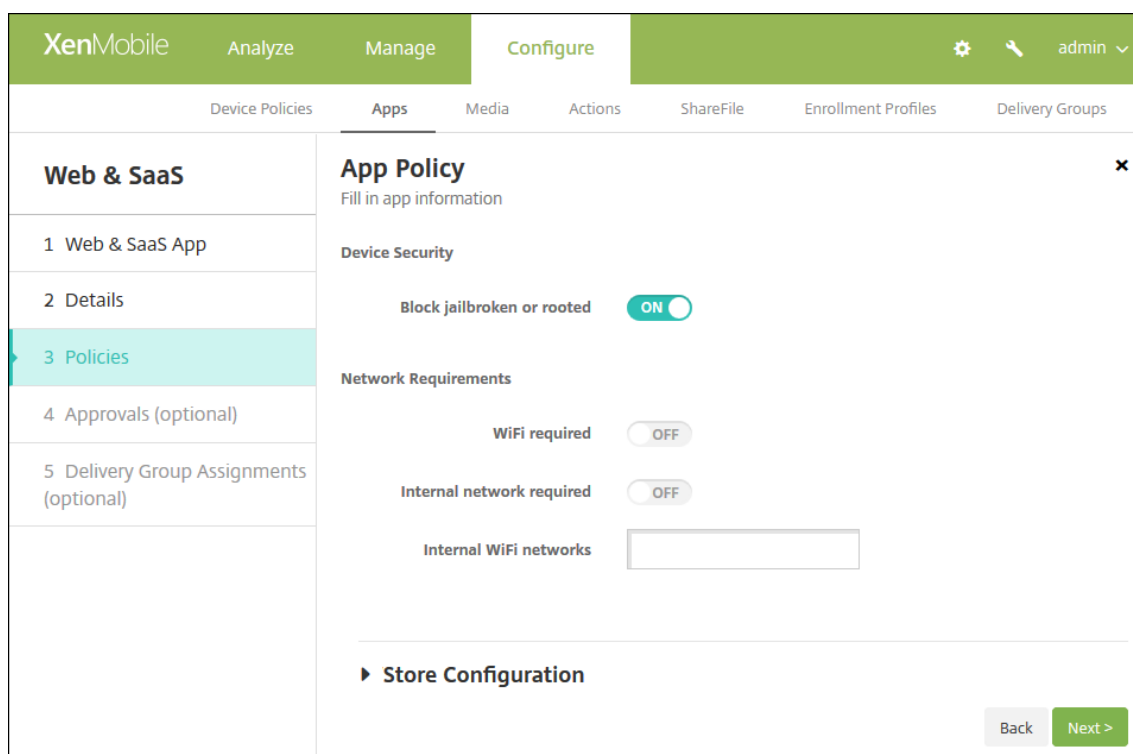 XenMobile Analyze Manage Configure admin
Device Policies Apps Media Actions ShareFile Enrollment Profiles Delivery Groups
Web & SaaS
1 Web & SaaS App
2 Details
3 Policies
4 Approvals (optional)
5 Delivery Group Assignments
(optional)
App Policy
Fill in app information
Device Security
Block jailbroken or rooted ON
Network Requirements
WiFi required OFF
Internal network required OFF
Internal WiFi networks
Store Configuration
Back Next >